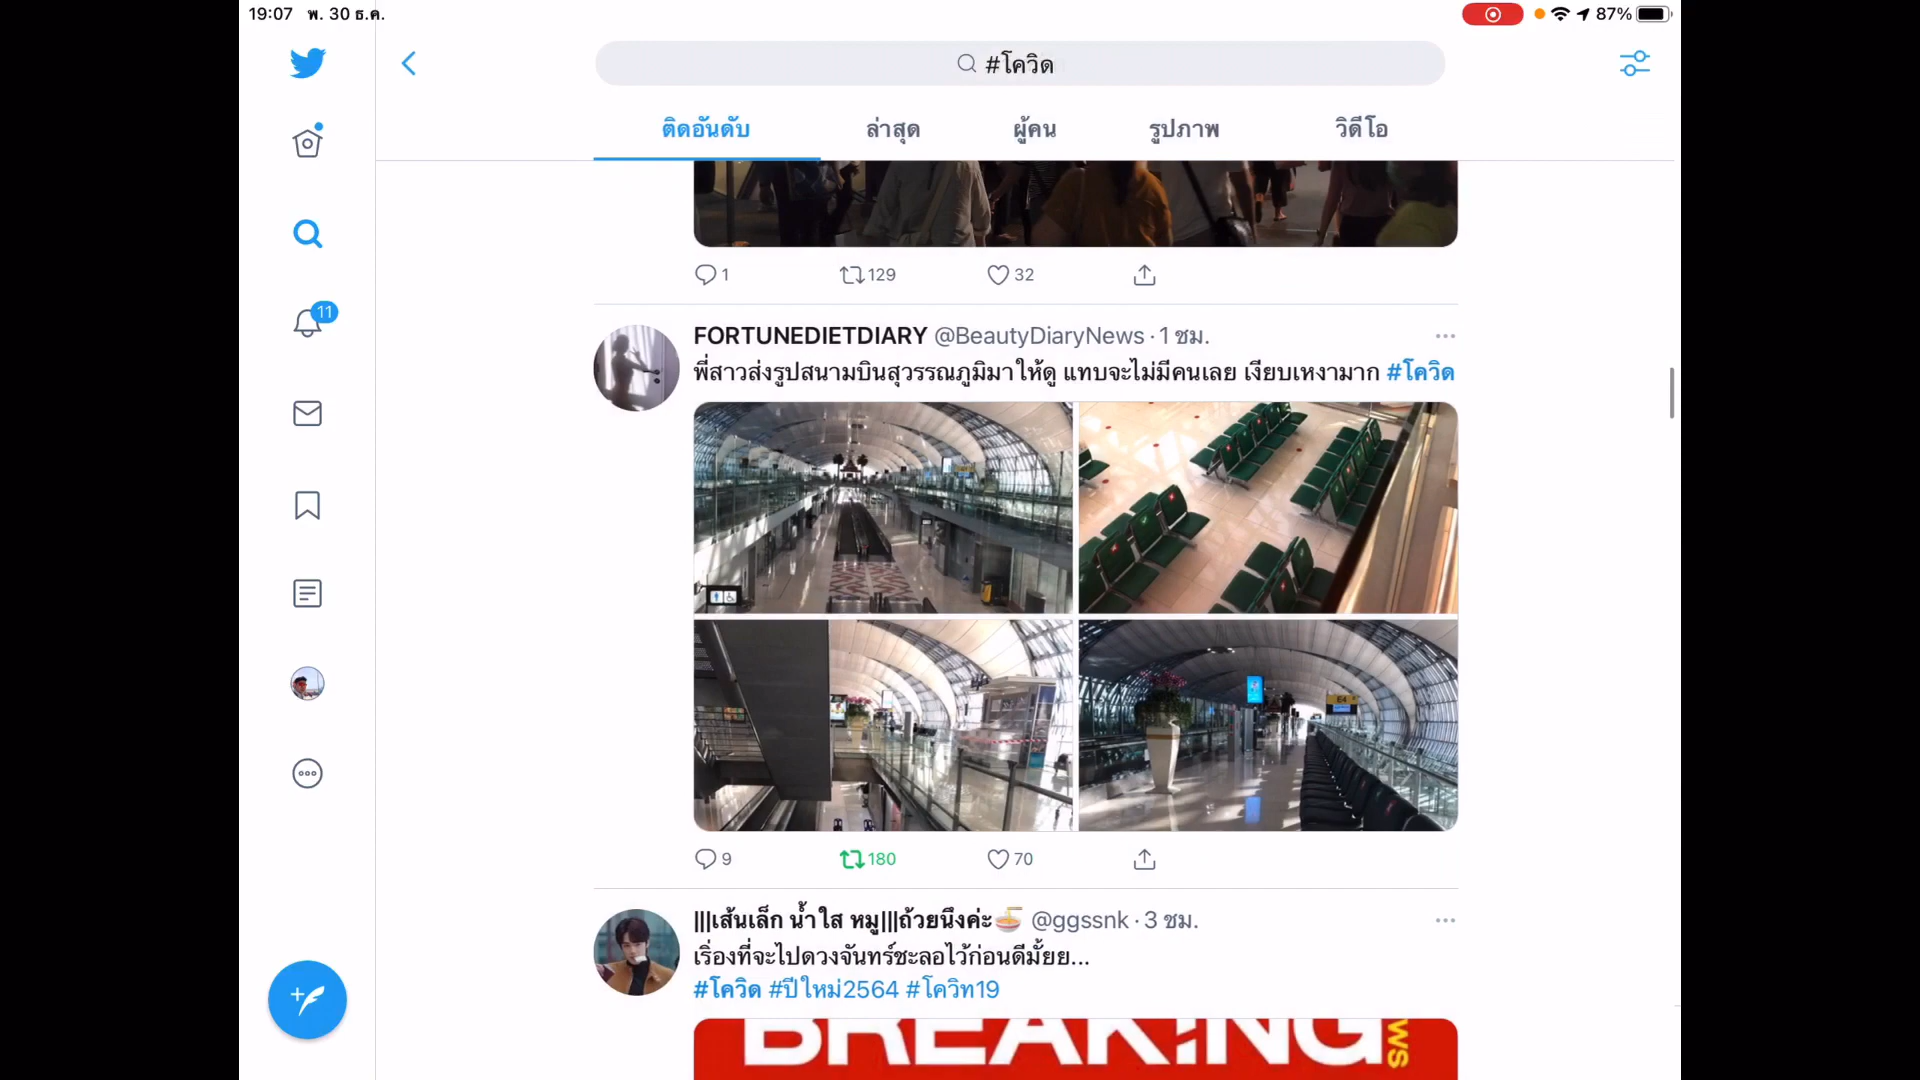 19:07 พ. 30 ธ.ค.
87%
#โควิด
ติดอันดับ ล่าสุด ผู้คน รูปภาพ วิดีโอ
1 129 32
11
FORTUNEDIETDIARY @BeautyDiaryNews · 1 ชม.
พี่สาวส่งรูปสนามบินสุวรรณภูมิมาให้ดู แทบจะไม่มีคนเลย เงียบเหงามาก #โควิด
E4
9 180 70
|||เส้นเล็ก น้ำใส หมู|||ถ้วยนึงค่ะ🍜 @ggssnk · 3 ชม.
เรื่องที่จะไปดวงจันทร์ชะลอไว้ก่อนดีมั้ยย...
#โควิด #ปีใหม่2564 #โควิท19
BREAK!NG